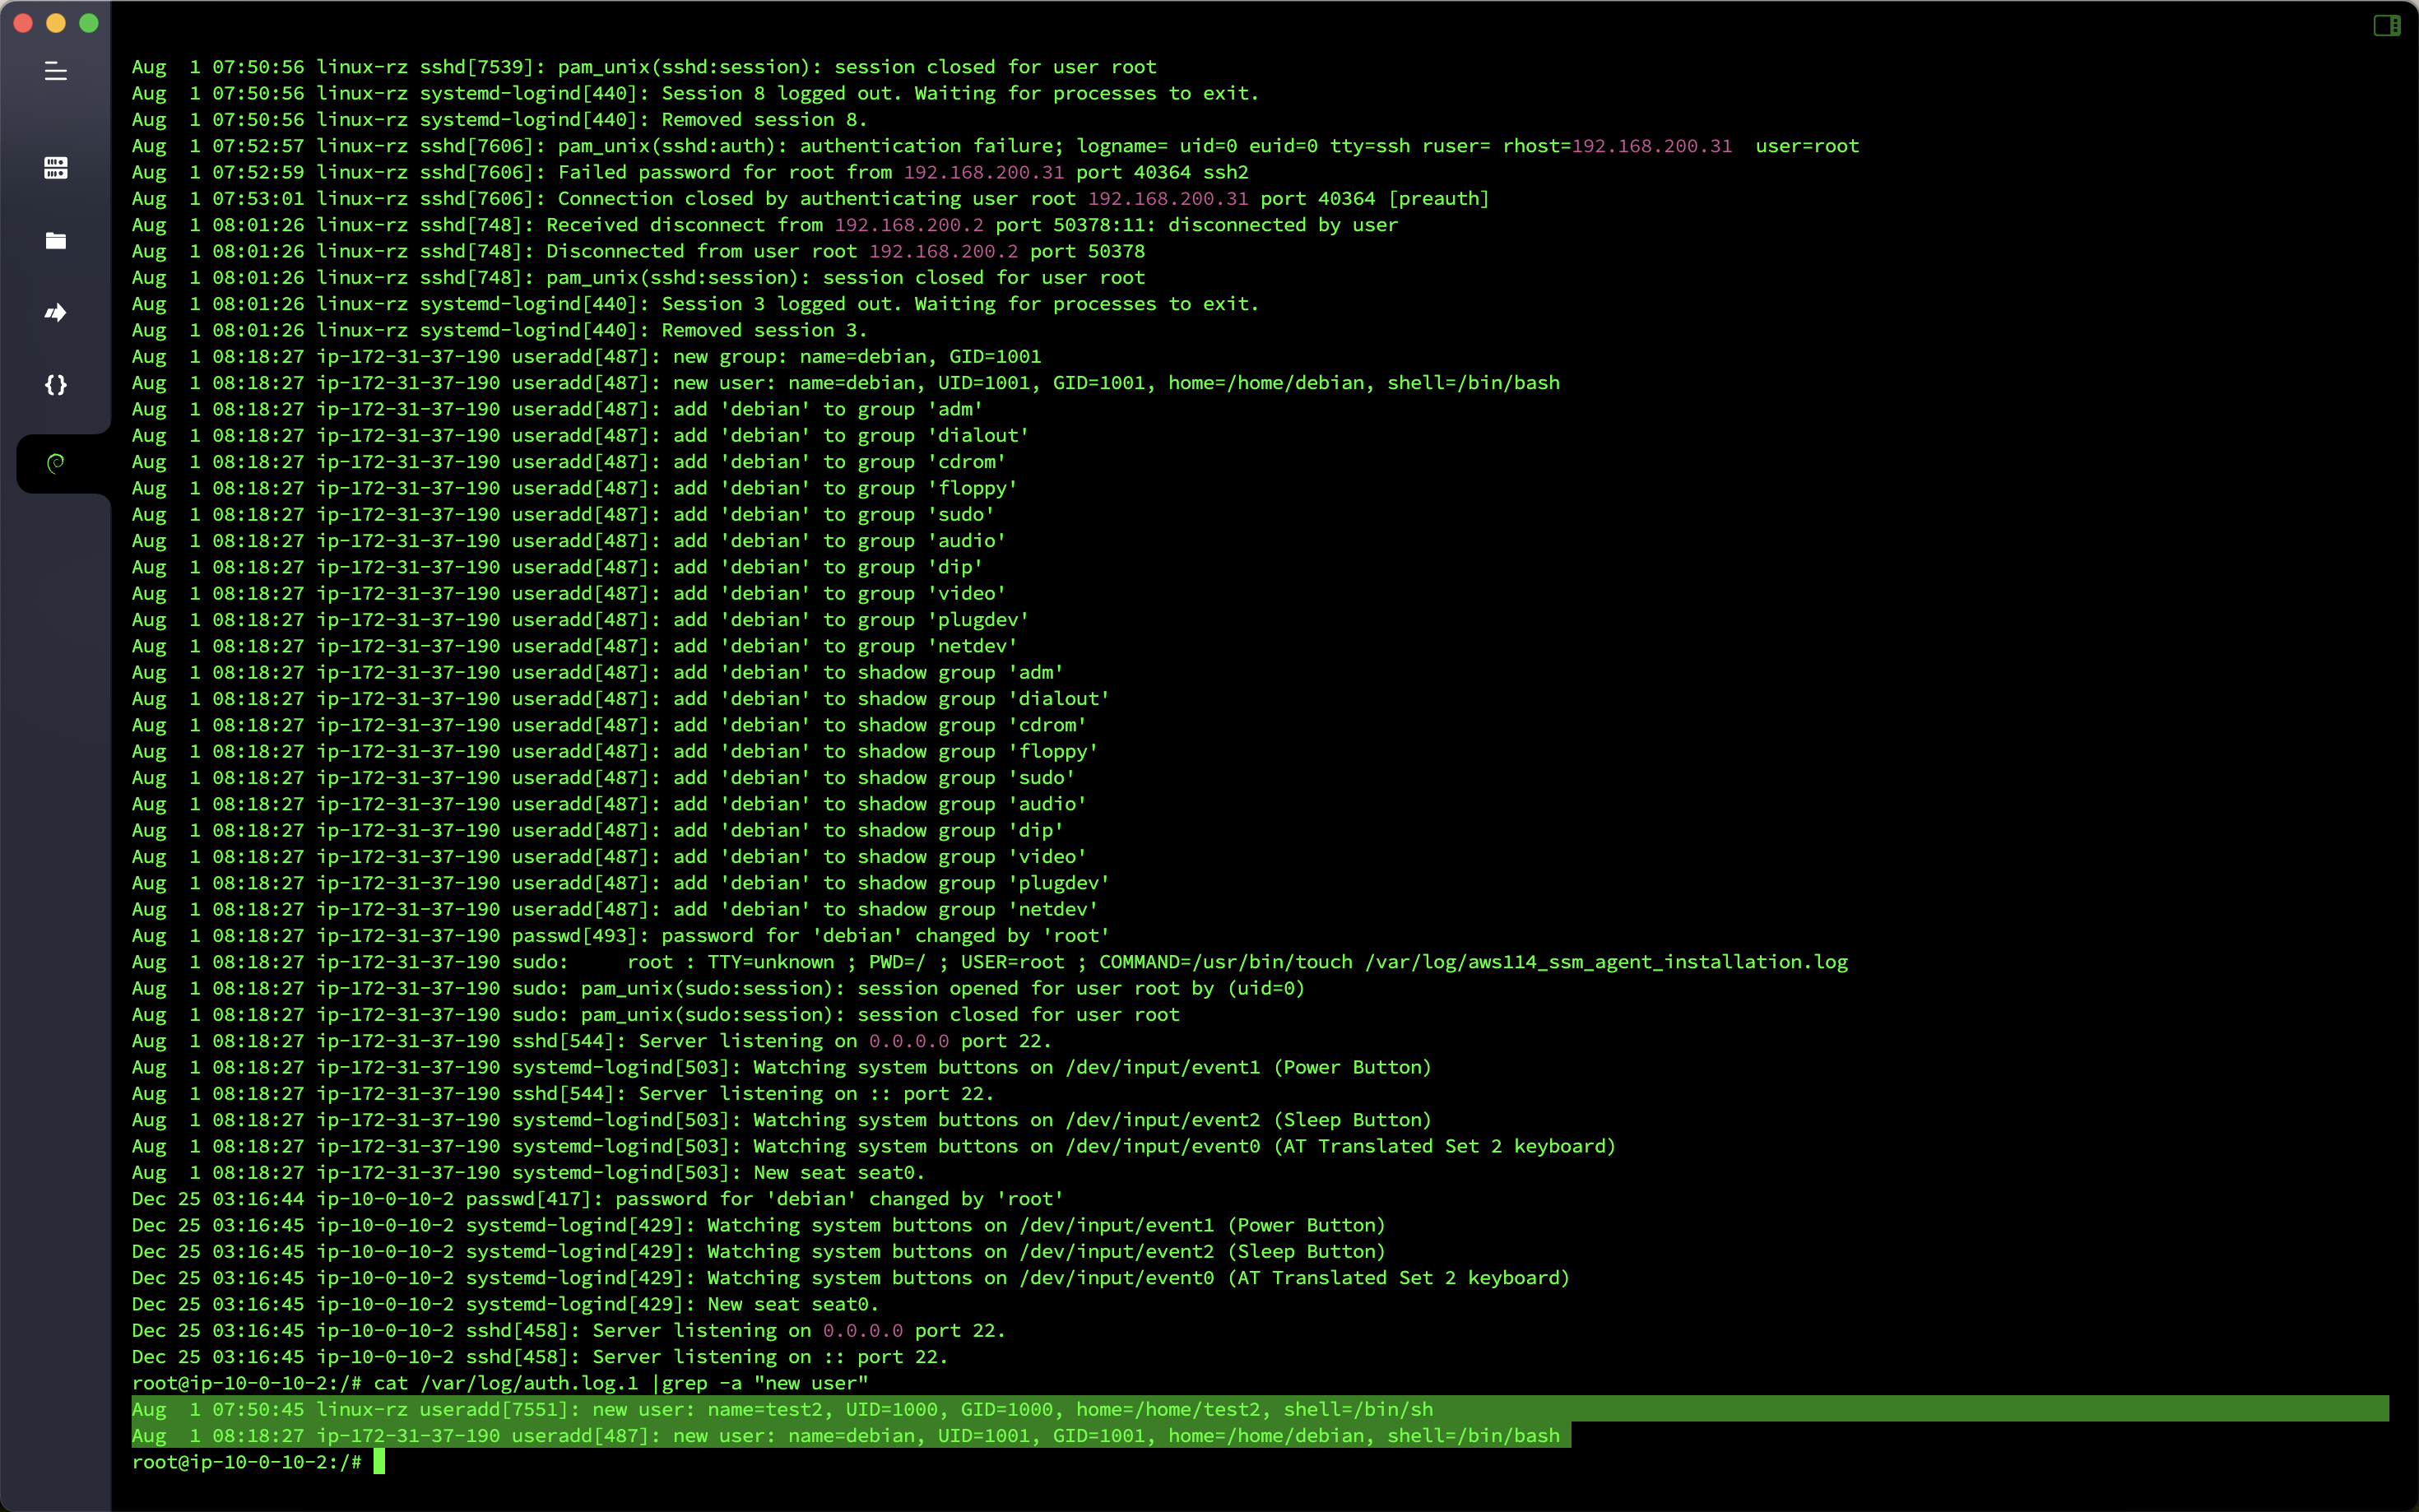 Aug  1 07:50:56 linux-rz sshd[7539]: pam_unix(sshd:session): session closed for user root
Aug  1 07:50:56 linux-rz systemd-logind[440]: Session 8 logged out. Waiting for processes to exit.
Aug  1 07:50:56 linux-rz systemd-logind[440]: Removed session 8.
Aug  1 07:52:57 linux-rz sshd[7606]: pam_unix(sshd:auth): authentication failure; logname= uid=0 euid=0 tty=ssh ruser= rhost=192.168.200.31  user=root
Aug  1 07:52:59 linux-rz sshd[7606]: Failed password for root from 192.168.200.31 port 40364 ssh2
Aug  1 07:53:01 linux-rz sshd[7606]: Connection closed by authenticating user root 192.168.200.31 port 40364 [preauth]
Aug  1 08:01:26 linux-rz sshd[748]: Received disconnect from 192.168.200.2 port 50378:11: disconnected by user
Aug  1 08:01:26 linux-rz sshd[748]: Disconnected from user root 192.168.200.2 port 50378
Aug  1 08:01:26 linux-rz sshd[748]: pam_unix(sshd:session): session closed for user root
Aug  1 08:01:26 linux-rz systemd-logind[440]: Session 3 logged out. Waiting for processes to exit.
Aug  1 08:01:26 linux-rz systemd-logind[440]: Removed session 3.
Aug  1 08:18:27 ip-172-31-37-190 useradd[487]: new group: name=debian, GID=1001
Aug  1 08:18:27 ip-172-31-37-190 useradd[487]: new user: name=debian, UID=1001, GID=1001, home=/home/debian, shell=/bin/bash
Aug  1 08:18:27 ip-172-31-37-190 useradd[487]: add 'debian' to group 'adm'
Aug  1 08:18:27 ip-172-31-37-190 useradd[487]: add 'debian' to group 'dialout'
Aug  1 08:18:27 ip-172-31-37-190 useradd[487]: add 'debian' to group 'cdrom'
Aug  1 08:18:27 ip-172-31-37-190 useradd[487]: add 'debian' to group 'floppy'
Aug  1 08:18:27 ip-172-31-37-190 useradd[487]: add 'debian' to group 'sudo'
Aug  1 08:18:27 ip-172-31-37-190 useradd[487]: add 'debian' to group 'audio'
Aug  1 08:18:27 ip-172-31-37-190 useradd[487]: add 'debian' to group 'dip'
Aug  1 08:18:27 ip-172-31-37-190 useradd[487]: add 'debian' to group 'video'
Aug  1 08:18:27 ip-172-31-37-190 useradd[487]: add 'debian' to group 'plugdev'
Aug  1 08:18:27 ip-172-31-37-190 useradd[487]: add 'debian' to group 'netdev'
Aug  1 08:18:27 ip-172-31-37-190 useradd[487]: add 'debian' to shadow group 'adm'
Aug  1 08:18:27 ip-172-31-37-190 useradd[487]: add 'debian' to shadow group 'dialout'
Aug  1 08:18:27 ip-172-31-37-190 useradd[487]: add 'debian' to shadow group 'cdrom'
Aug  1 08:18:27 ip-172-31-37-190 useradd[487]: add 'debian' to shadow group 'floppy'
Aug  1 08:18:27 ip-172-31-37-190 useradd[487]: add 'debian' to shadow group 'sudo'
Aug  1 08:18:27 ip-172-31-37-190 useradd[487]: add 'debian' to shadow group 'audio'
Aug  1 08:18:27 ip-172-31-37-190 useradd[487]: add 'debian' to shadow group 'dip'
Aug  1 08:18:27 ip-172-31-37-190 useradd[487]: add 'debian' to shadow group 'video'
Aug  1 08:18:27 ip-172-31-37-190 useradd[487]: add 'debian' to shadow group 'plugdev'
Aug  1 08:18:27 ip-172-31-37-190 useradd[487]: add 'debian' to shadow group 'netdev'
Aug  1 08:18:27 ip-172-31-37-190 passwd[493]: password for 'debian' changed by 'root'
Aug  1 08:18:27 ip-172-31-37-190 sudo:     root : TTY=unknown ; PWD=/ ; USER=root ; COMMAND=/usr/bin/touch /var/log/aws114_ssm_agent_installation.log
Aug  1 08:18:27 ip-172-31-37-190 sudo: pam_unix(sudo:session): session opened for user root by (uid=0)
Aug  1 08:18:27 ip-172-31-37-190 sudo: pam_unix(sudo:session): session closed for user root
Aug  1 08:18:27 ip-172-31-37-190 sshd[544]: Server listening on 0.0.0.0 port 22.
Aug  1 08:18:27 ip-172-31-37-190 systemd-logind[503]: Watching system buttons on /dev/input/event1 (Power Button)
Aug  1 08:18:27 ip-172-31-37-190 sshd[544]: Server listening on :: port 22.
Aug  1 08:18:27 ip-172-31-37-190 systemd-logind[503]: Watching system buttons on /dev/input/event2 (Sleep Button)
Aug  1 08:18:27 ip-172-31-37-190 systemd-logind[503]: Watching system buttons on /dev/input/event0 (AT Translated Set 2 keyboard)
Aug  1 08:18:27 ip-172-31-37-190 systemd-logind[503]: New seat seat0.
Dec 25 03:16:44 ip-10-0-10-2 passwd[417]: password for 'debian' changed by 'root'
Dec 25 03:16:45 ip-10-0-10-2 systemd-logind[429]: Watching system buttons on /dev/input/event1 (Power Button)
Dec 25 03:16:45 ip-10-0-10-2 systemd-logind[429]: Watching system buttons on /dev/input/event2 (Sleep Button)
Dec 25 03:16:45 ip-10-0-10-2 systemd-logind[429]: Watching system buttons on /dev/input/event0 (AT Translated Set 2 keyboard)
Dec 25 03:16:45 ip-10-0-10-2 systemd-logind[429]: New seat seat0.
Dec 25 03:16:45 ip-10-0-10-2 sshd[458]: Server listening on 0.0.0.0 port 22.
Dec 25 03:16:45 ip-10-0-10-2 sshd[458]: Server listening on :: port 22.
root@ip-10-0-10-2:/# cat /var/log/auth.log.1 |grep -a "new user"
Aug  1 07:50:45 linux-rz useradd[7551]: new user: name=test2, UID=1000, GID=1000, home=/home/test2, shell=/bin/sh
Aug  1 08:18:27 ip-172-31-37-190 useradd[487]: new user: name=debian, UID=1001, GID=1001, home=/home/debian, shell=/bin/bash
root@ip-10-0-10-2:/#